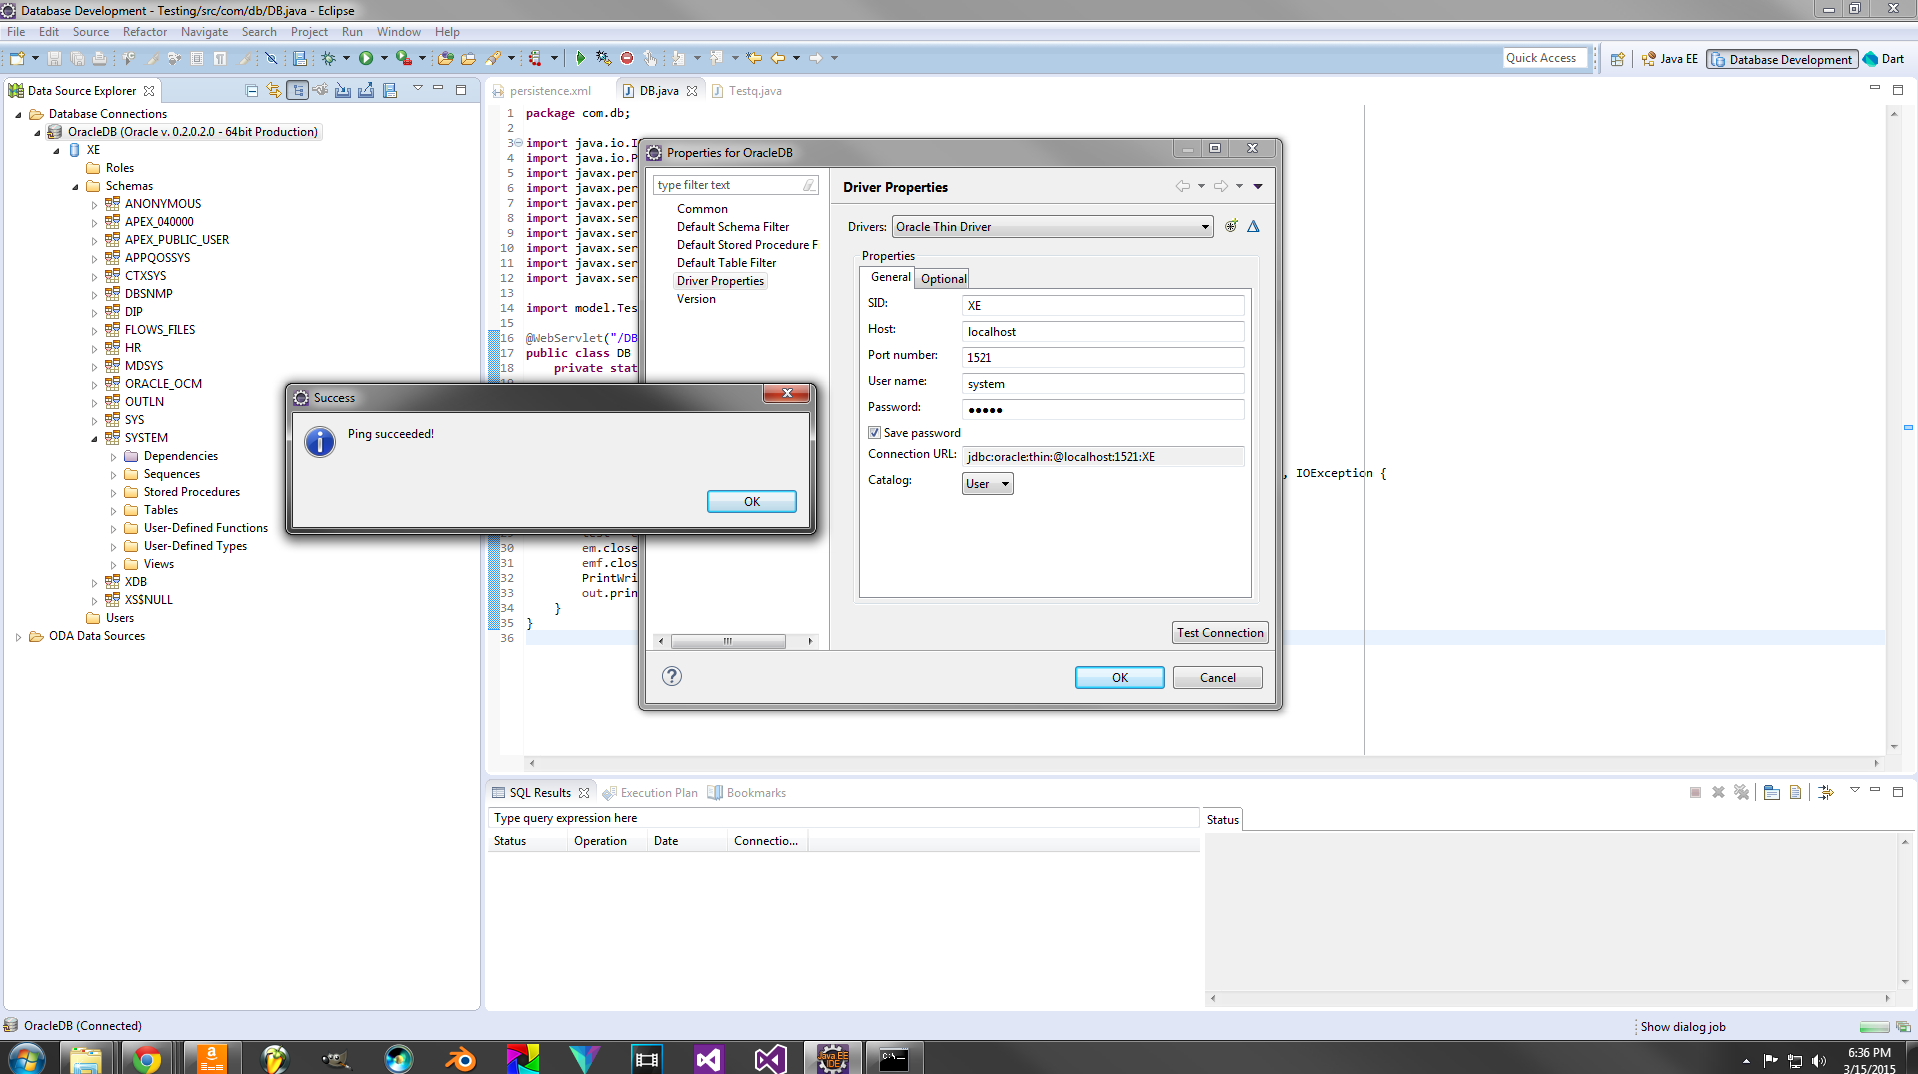 Database Development - Testing/src/com/db/DB.java - Eclipse
File Edit Source Refactor Navigate Search Project Run Window Help
Quick Access
Java EE
Database Development
Dart
Data Source Explorer
Database Connections
OracleDB (Oracle v. 0.2.0.2.0 - 64bit Production)
XE
Roles
Schemas
ANONYMOUS
APEX_040000
APEX_PUBLIC_USER
APPQOSSYS
CTXSYS
DBSNMP
DIP
FLOWS_FILES
HR
MDSYS
ORACLE_OCM
OUTLN
SYS
SYSTEM
Dependencies
Sequences
Stored Procedures
Tables
User-Defined Functions
User-Defined Types
Views
XDB
XS$NULL
Users
ODA Data Sources
persistence.xml
DB.java
Testq.java
1 package com.db;
2
3 import java.io.I
4 import java.io.P
5 import javax.per
6 import javax.per
7 import javax.per
8 import javax.ser
9 import javax.ser
10 import javax.ser
11 import javax.ser
12 import javax.ser
13
14 import model.Tes
15
16 @WebServlet("/DB
17 public class DB
18 private stat
, IOException {
30 em.close
31 emf.clos
32 PrintWri
33 out.prin
34 }
35 }
36
Properties for OracleDB
type filter text
Common
Default Schema Filter
Default Stored Procedure F
Default Table Filter
Driver Properties
Version
Driver Properties
Drivers: Oracle Thin Driver
Properties
General
Optional
SID: XE
Host: localhost
Port number: 1521
User name: system
Password: ●●●●●
Save password
Connection URL: jdbc:oracle:thin:@localhost:1521:XE
Catalog: User
Test Connection
OK
Cancel
Success
Ping succeeded!
OK
SQL Results
Execution Plan
Bookmarks
Type query expression here
Status Operation Date Connectio...
Status
OracleDB (Connected)
Show dialog job
Java EE
IDE
C:\
6:36 PM
3/15/2015